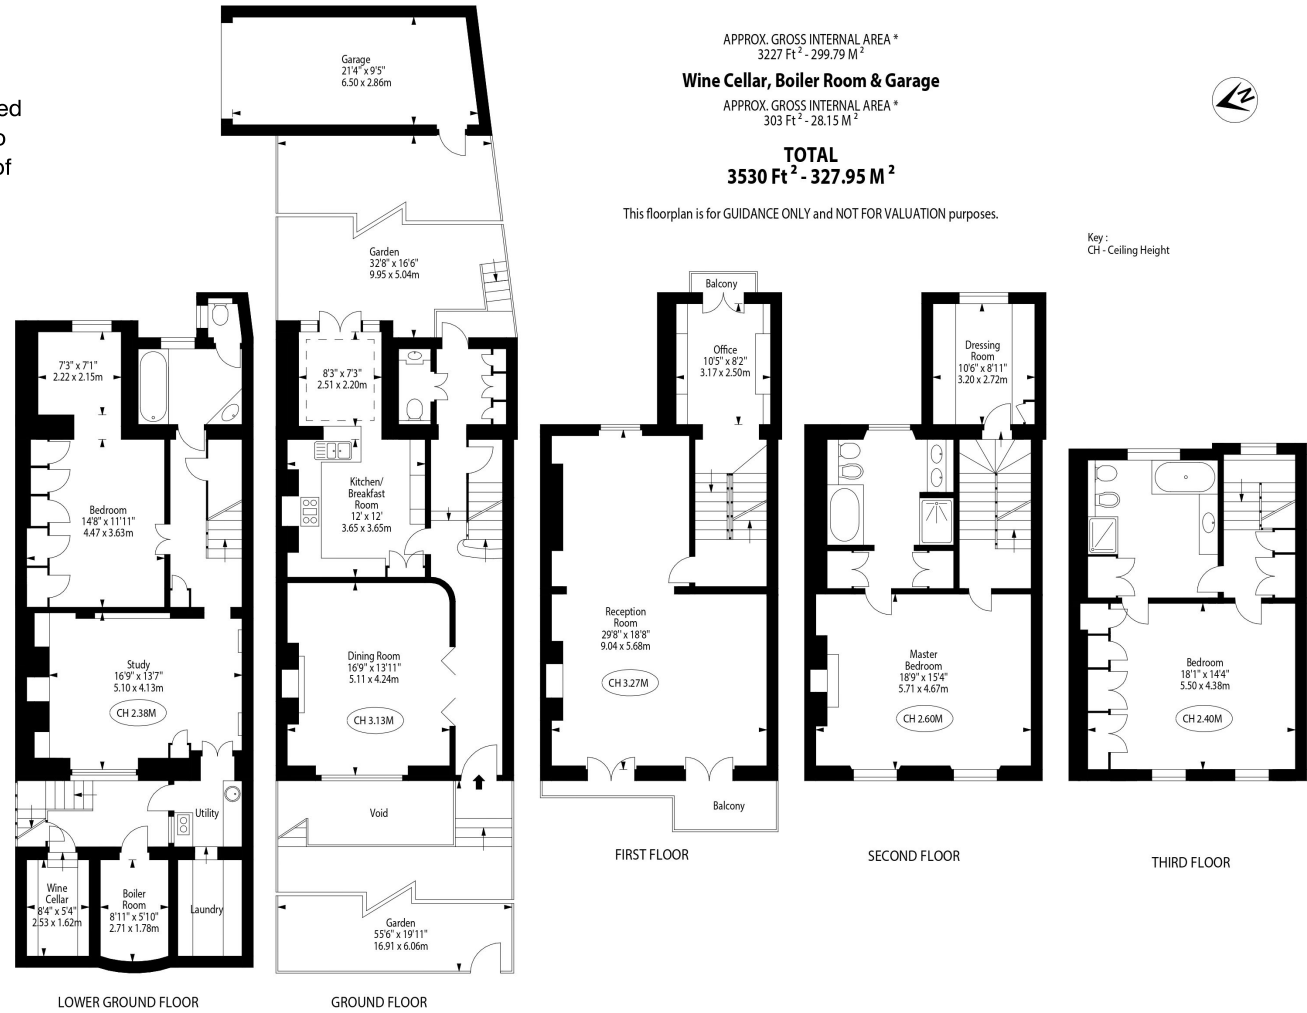 ed
o
of
APPROX. GROSS INTERNAL AREA *
3227 Ft ² - 299.79 M ²
Wine Cellar, Boiler Room & Garage
APPROX. GROSS INTERNAL AREA *
303 Ft ² - 28.15 M ²
TOTAL
3530 Ft ² - 327.95 M ²
This floorplan is for GUIDANCE ONLY and NOT FOR VALUATION purposes.
N
Key :
CH - Ceiling Height
7'3" x 7'1"
2.22 x 2.15m
Bedroom
14'8" x 11'11"
4.47 x 3.63m
Study
16'9" x 13'7"
5.10 x 4.13m
CH 2.38M
Utility
Wine
Cellar
8'4" x 5'4"
2.53 x 1.62m
Boiler
Room
8'11" x 5'10"
2.71 x 1.78m
Laundry
LOWER GROUND FLOOR
Garage
21'4" x 9'5"
6.50 x 2.86m
Garden
32'8" x 16'6"
9.95 x 5.04m
8'3" x 7'3"
2.51 x 2.20m
Kitchen/
Breakfast
Room
12' x 12'
3.65 x 3.65m
Dining Room
16'9" x 13'11"
5.11 x 4.24m
CH 3.13M
Void
Garden
55'6" x 19'11"
16.91 x 6.06m
GROUND FLOOR
Balcony
Office
10'5" x 8'2"
3.17 x 2.50m
Reception
Room
29'8" x 18'8"
9.04 x 5.68m
CH 3.27M
Balcony
FIRST FLOOR
Dressing
Room
10'6" x 8'11"
3.20 x 2.72m
Master
Bedroom
18'9" x 15'4"
5.71 x 4.67m
CH 2.60M
SECOND FLOOR
Bedroom
18'1" x 14'4"
5.50 x 4.38m
CH 2.40M
THIRD FLOOR